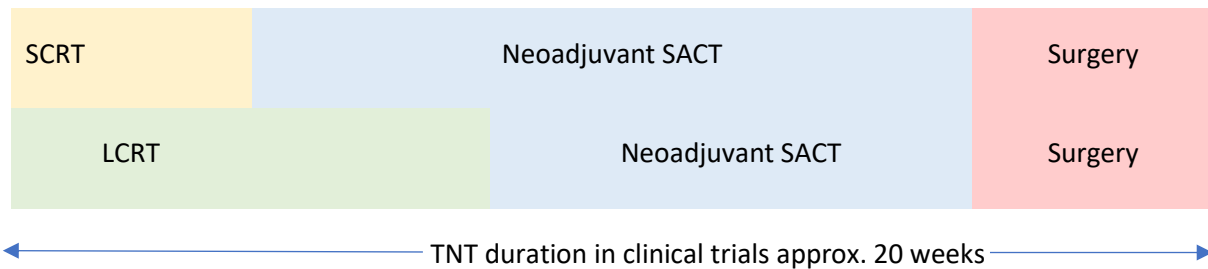 SCRT Neoadjuvant SACT Surgery
LCRT Neoadjuvant SACT Surgery
TNT duration in clinical trials approx. 20 weeks